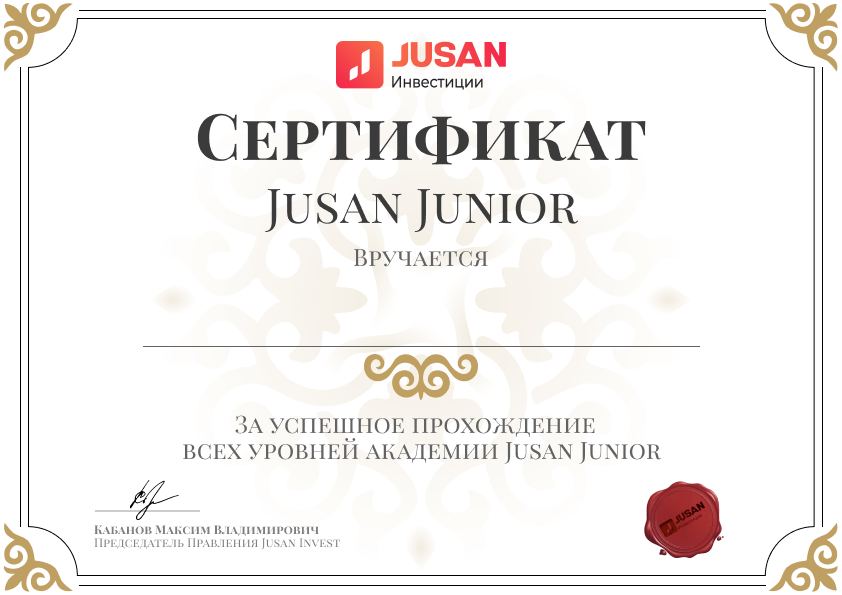 JUSAN
Инвестиции
Сертификат
Jusan Junior
Вручается
За успешное прохождение
всех уровней академии Jusan Junior
Кабанов Максим Владимирович
Председатель Правления Jusan Invest
JUSAN
Инвестиции